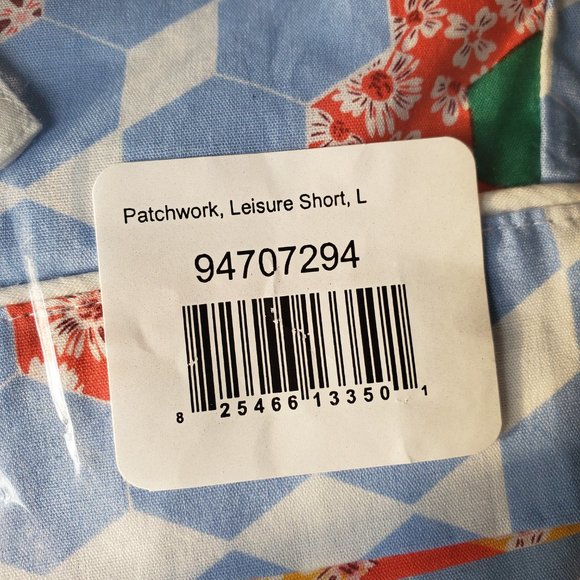 Patchwork, Leisure Short, L
94707294
8 25466 13350 1